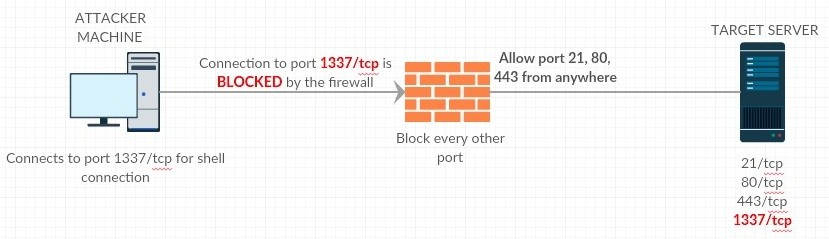 ATTACKER
MACHINE
Connects to port 1337/tcp for shell
connection
Connection to port 1337/tcp is
BLOCKED by the firewall
Block every other
port
Allow port 21, 80,
443 from anywhere
TARGET SERVER
21/tcp
80/tcp
443/tcp
1337/tcp